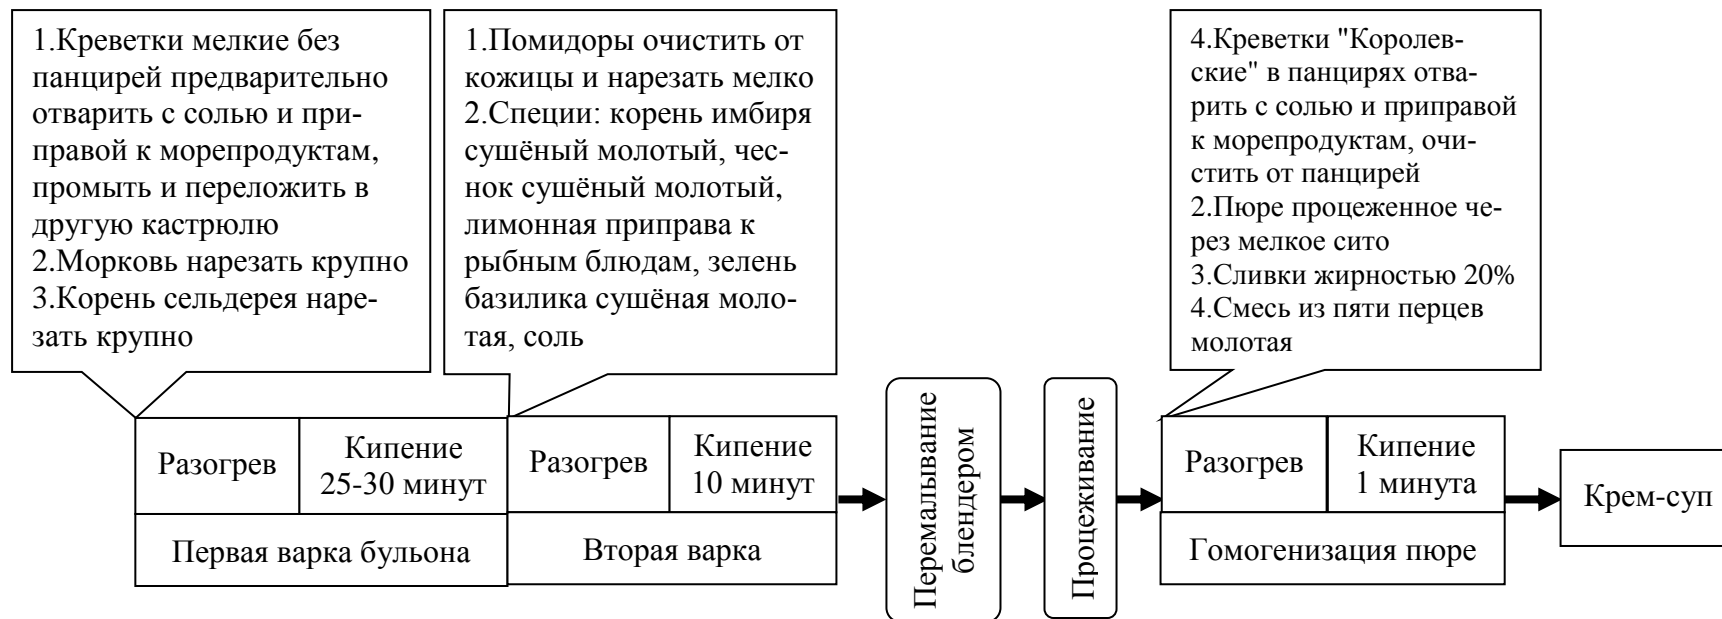 1.Креветки мелкие без
панцирей предварительно
отварить с солью и при-
правой к морепродуктам,
промыть и переложить в
другую кастрюлю
2.Морковь нарезать крупно
3.Корень сельдерея наре-
зать крупно
1.Помидоры очистить от
кожицы и нарезать мелко
2.Специи: корень имбиря
сушёный молотый, чес-
нок сушёный молотый,
лимонная приправа к
рыбным блюдам, зелень
базилика сушёная моло-
тая, соль
4.Креветки "Королев-
ские" в панцирях отва-
рить с солью и приправой
к морепродуктам, очи-
стить от панцирей
2.Пюре процеженное че-
рез мелкое сито
3.Сливки жирностью 20%
4.Смесь из пяти перцев
молотая
Разогрев
Кипение
25-30 минут
Первая варка бульона
Разогрев
Кипение
10 минут
Вторая варка
Перемалывание
блендером
Процеживание
Разогрев
Кипение
1 минута
Гомогенизация пюре
Крем-суп